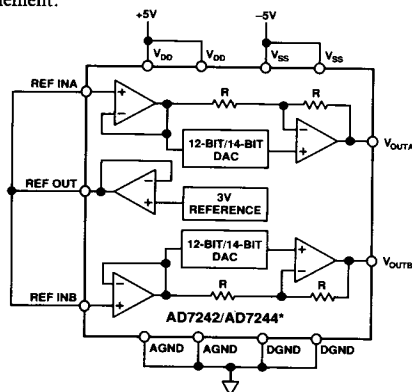 ement.
+5V
−5V
V_DD
V_DD
V_SS
V_SS
REF INA
+
−
R
R
−
+
12-BIT/14-BIT
DAC
V_OUTA
REF OUT
−
+
3V
REFERENCE
12-BIT/14-BIT
DAC
+
−
V_OUTB
−
+
REF INB
R
R
AD7242/AD7244*
AGND
AGND
DGND
DGND